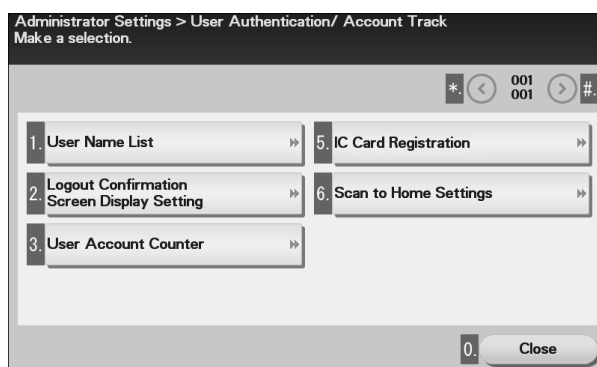 Administrator Settings > User Authentication/ Account Track
Make a selection.
*. 001 #.
001
1. User Name List
2. Logout Confirmation
Screen Display Setting
3. User Account Counter
5. IC Card Registration
6. Scan to Home Settings
0. Close